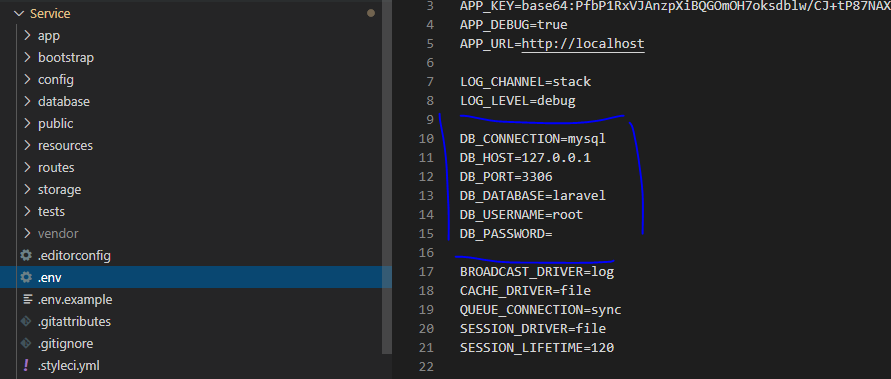 Service
app
bootstrap
config
database
public
resources
routes
storage
tests
vendor
.editorconfig
.env
.env.example
.gitattributes
.gitignore
.styleci.yml
3 APP_KEY=base64:PfbP1RxVJAnzpXiBQGOmOH7oksdblw/CJ+tP87NAX
4 APP_DEBUG=true
5 APP_URL=http://localhost
6
7 LOG_CHANNEL=stack
8 LOG_LEVEL=debug
9
10 DB_CONNECTION=mysql
11 DB_HOST=127.0.0.1
12 DB_PORT=3306
13 DB_DATABASE=laravel
14 DB_USERNAME=root
15 DB_PASSWORD=
16
17 BROADCAST_DRIVER=log
18 CACHE_DRIVER=file
19 QUEUE_CONNECTION=sync
20 SESSION_DRIVER=file
21 SESSION_LIFETIME=120
22